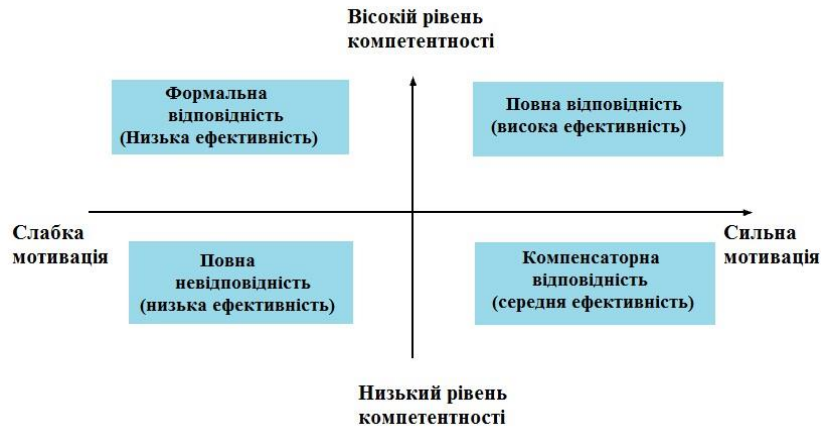 Вісокій рівень
компетентності
Формальна
відповідність
(Низька ефективність)
Повна відповідність
(висока ефективність)
Слабка
мотивація
Сильна
мотивація
Повна
невідповідність
(низька ефективність)
Компенсаторна
відповідність
(середня ефективність)
Низький рівень
компетентності